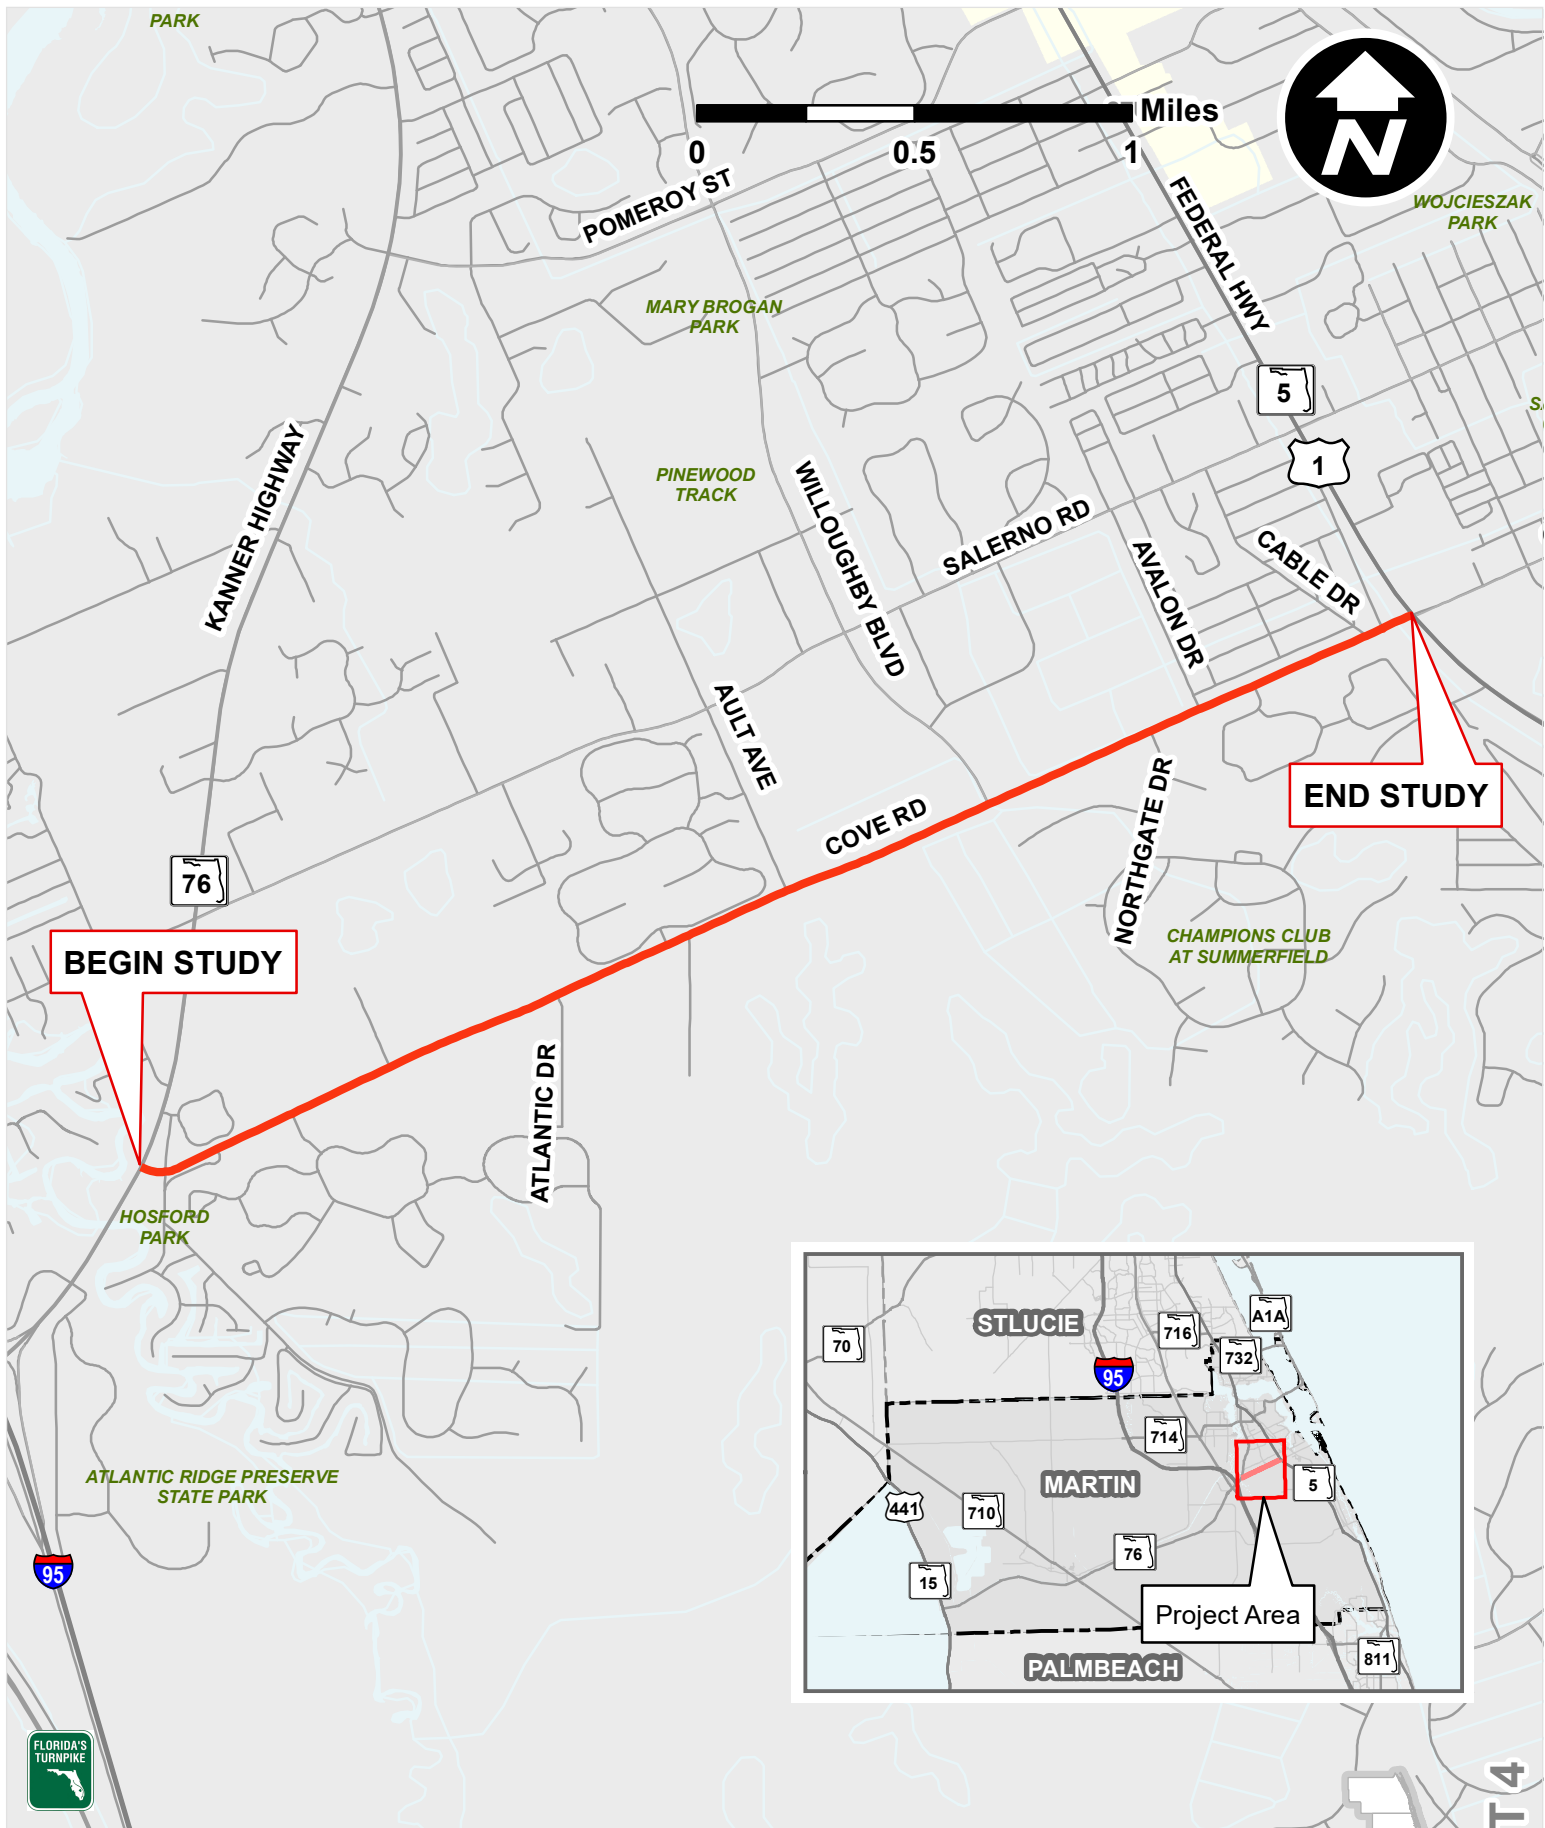 PARK
Miles
0
0.5
1
N
POMEROY ST
FEDERAL HWY
WOJCIESZAK
PARK
MARY BROGAN
PARK
5
1
KANNER HIGHWAY
PINEWOOD
TRACK
WILLOUGHBY BLVD
SALERNO RD
AVALON DR
CABLE DR
AULT AVE
COVE RD
NORTHGATE DR
END STUDY
76
BEGIN STUDY
CHAMPIONS CLUB
AT SUMMERFIELD
ATLANTIC DR
HOSFORD
PARK
ATLANTIC RIDGE PRESERVE
STATE PARK
95
FLORIDA'S
TURNPIKE
STLUCIE
A1A
70
716
732
95
714
MARTIN
5
441
710
76
15
Project Area
PALMBEACH
811
T 4